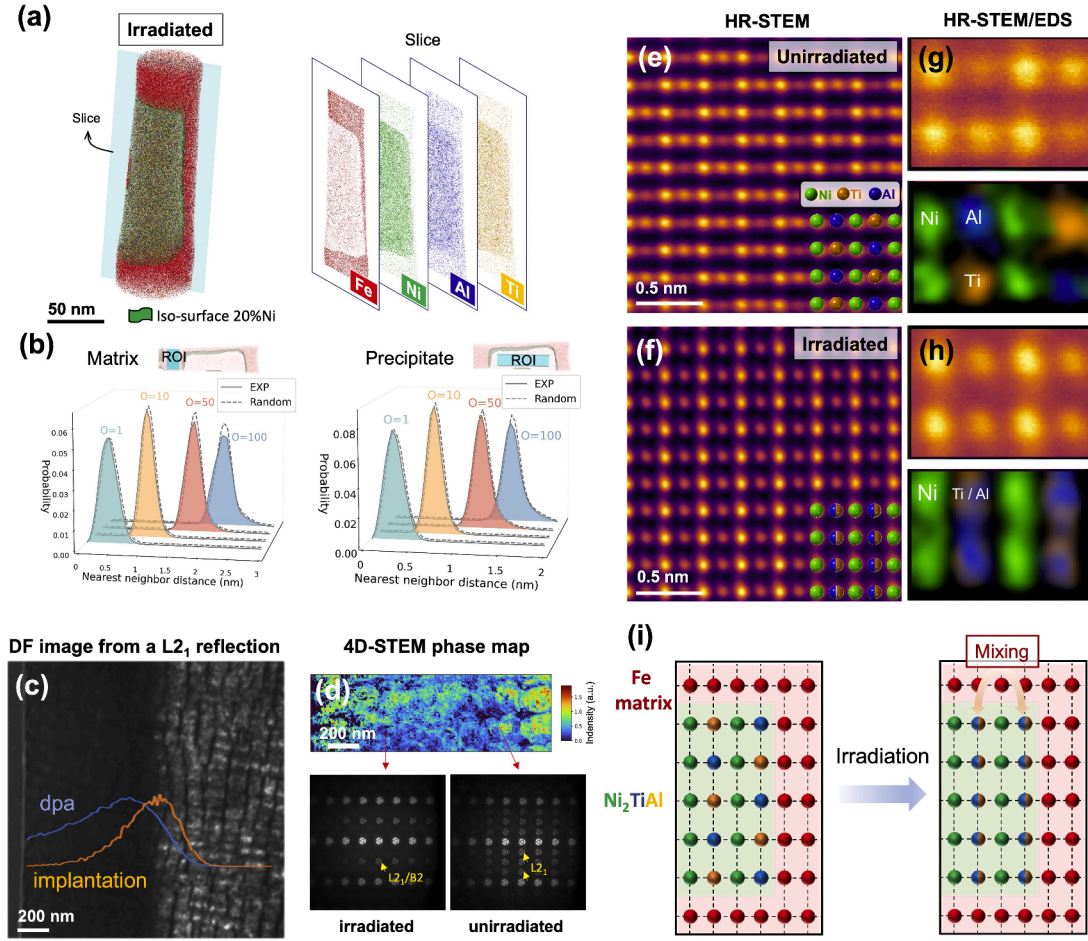 (a)
Irradiated
Slice
Slice
Fe
Ni
Al
Ti
50 nm
Iso-surface 20%Ni
(b)
Matrix
ROI
EXP
Random
O=1
O=10
O=50
O=100
Probability
0.06
0.05
0.04
0.03
0.02
0.01
0.00
0
0.5
1
1.5
2
2.5
3
Nearest neighbor distance (nm)
Precipitate
ROI
EXP
Random
O=1
O=10
O=50
O=100
Probability
0.08
0.06
0.04
0.02
0.00
0
0.5
1
1.5
2
Nearest neighbor distance (nm)
DF image from a L2₁ reflection
(c)
dpa
implantation
200 nm
4D-STEM phase map
(d)
200 nm
1.5
1.0
0.5
0.0
Indensity (a.u.)
L2₁/B2
L2₁
irradiated
unirradiated
HR-STEM
HR-STEM/EDS
(e)
Unirradiated
Ni
Ti
Al
0.5 nm
(g)
Ni
Al
Ti
(f)
Irradiated
0.5 nm
(h)
Ni
Ti / Al
(i)
Fe
matrix
Ni₂TiAl
Irradiation
Mixing